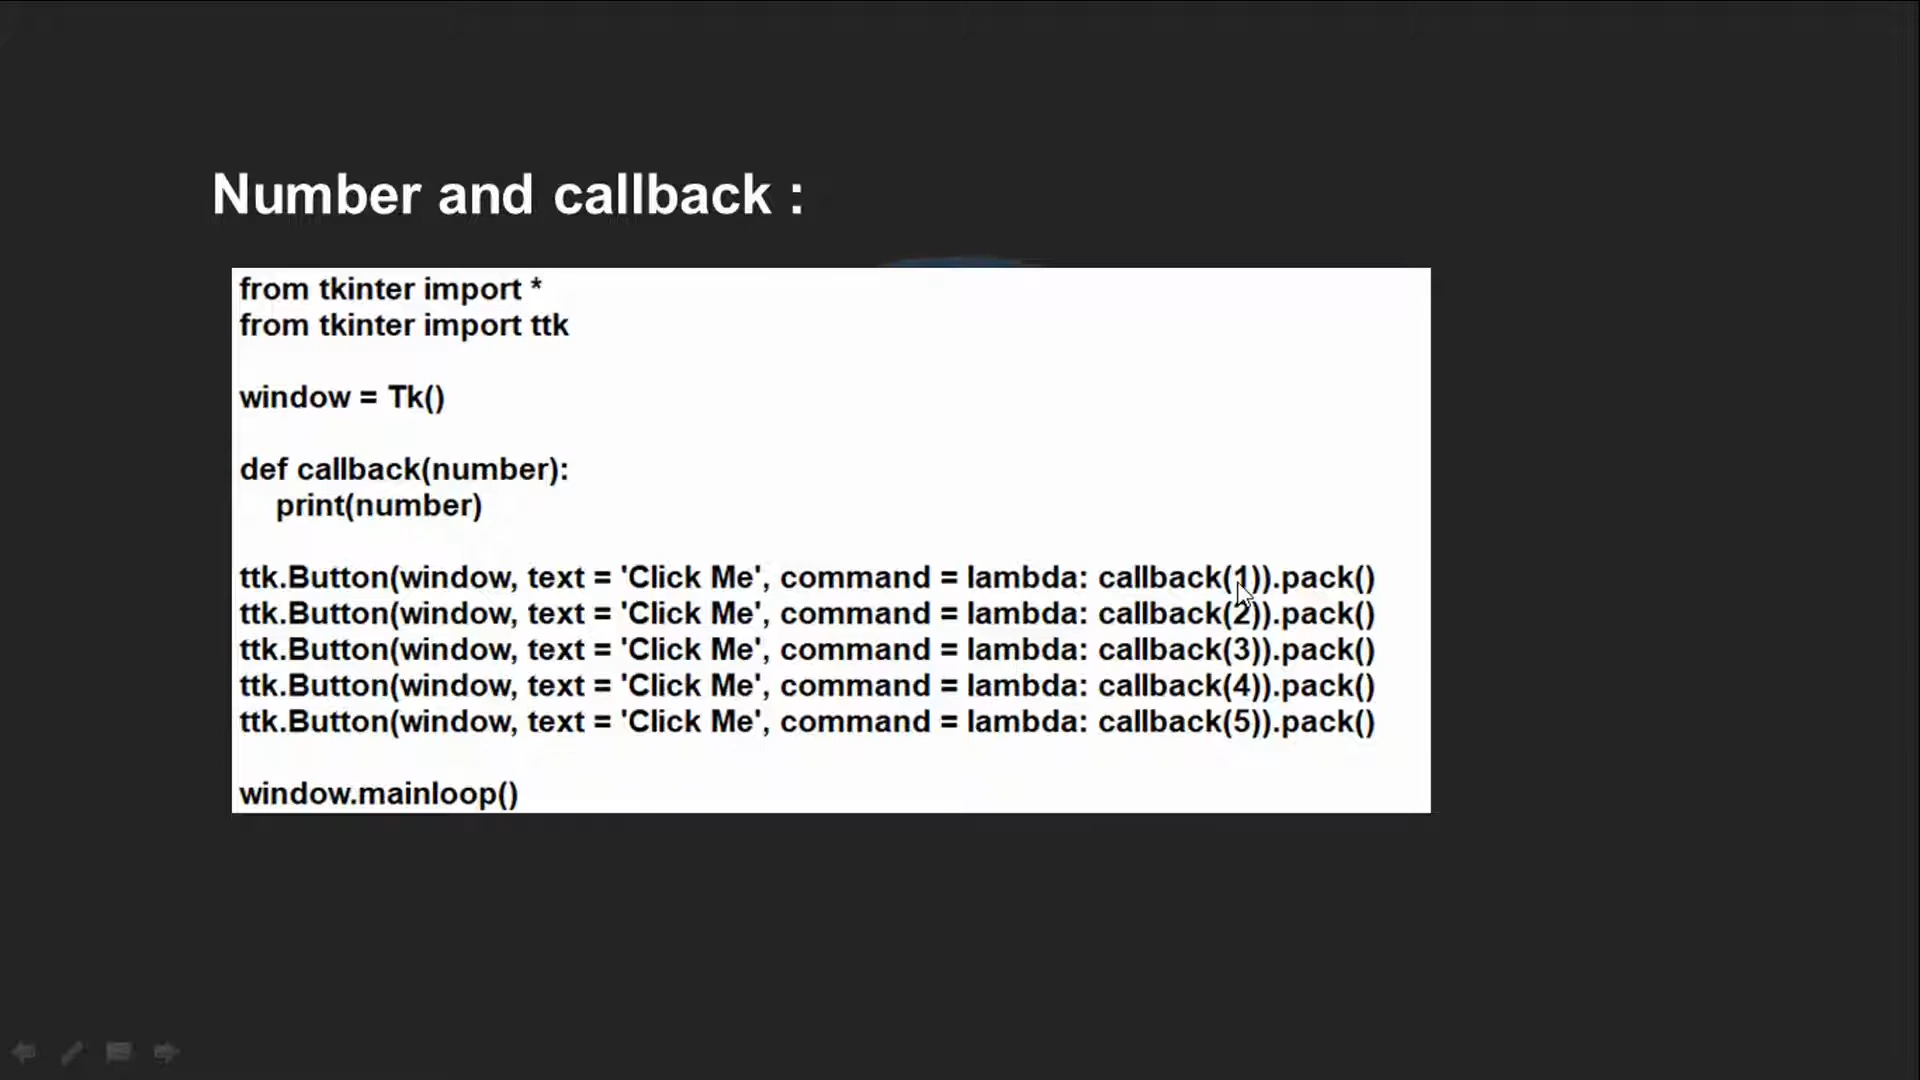 Number and callback :
from tkinter import *
from tkinter import ttk
window = Tk()
def callback(number):
print(number)
ttk.Button(window, text = 'Click Me', command = lambda: callback(1)).pack()
ttk.Button(window, text = 'Click Me', command = lambda: callback(2)).pack()
ttk.Button(window, text = 'Click Me', command = lambda: callback(3)).pack()
ttk.Button(window, text = 'Click Me', command = lambda: callback(4)).pack()
ttk.Button(window, text = 'Click Me', command = lambda: callback(5)).pack()
window.mainloop()